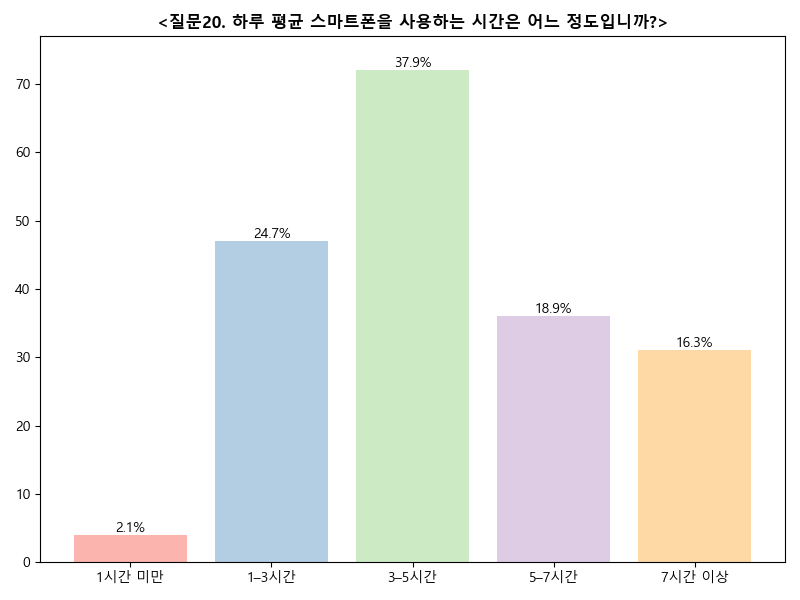 <질문20. 하루 평균 스마트폰을 사용하는 시간은 어느 정도입니까?>
70
60
50
40
30
20
10
0
2.1%
24.7%
37.9%
18.9%
16.3%
1시간 미만
1–3시간
3–5시간
5–7시간
7시간 이상